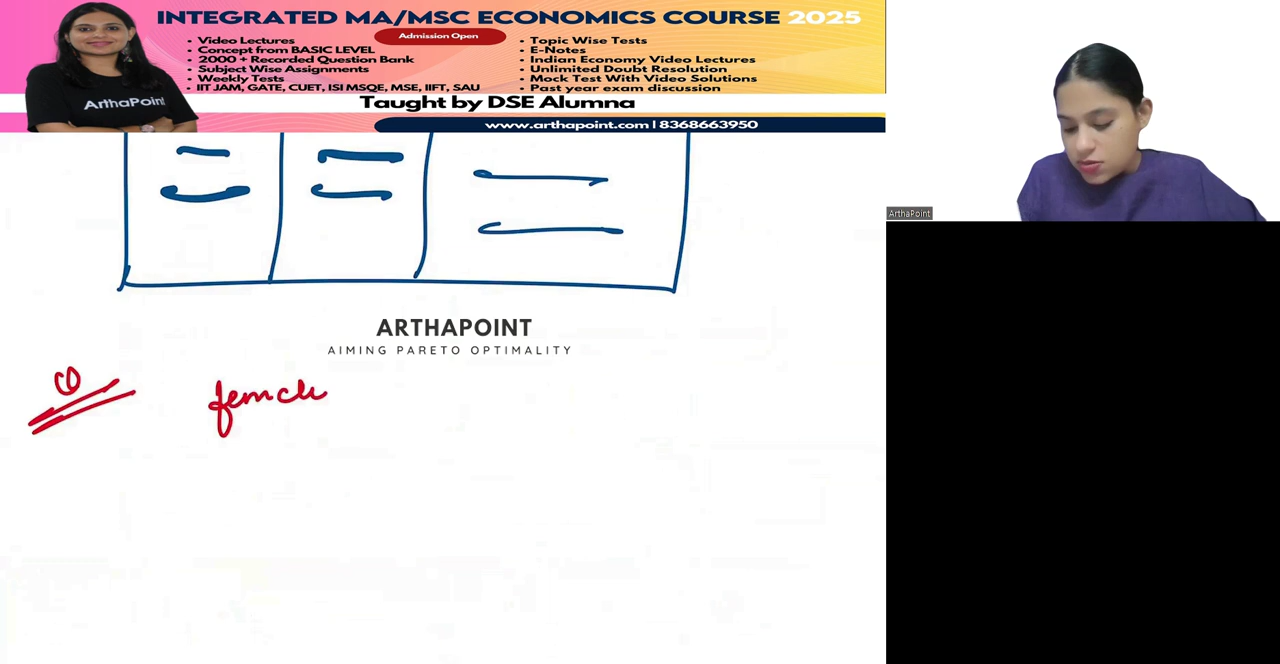 INTEGRATED MA/MSC ECONOMICS COURSE 2025
Admission Open
• Video Lectures
• Concept from BASIC LEVEL
• 2000 + Recorded Question Bank
• Subject Wise Assignments
• Weekly Tests
• IIT JAM, GATE, CUET, ISI MSQE, MSE, IIFT, SAU
• Topic Wise Tests
• E-Notes
• Indian Economy Video Lectures
• Unlimited Doubt Resolution
• Mock Test With Video Solutions
• Past year exam discussion
ArthaPoint
Taught by DSE Alumna
www.arthapoint.com | 8368663950
ArthaPoint
ARTHAPOINT
AIMING PARETO OPTIMALITY
female